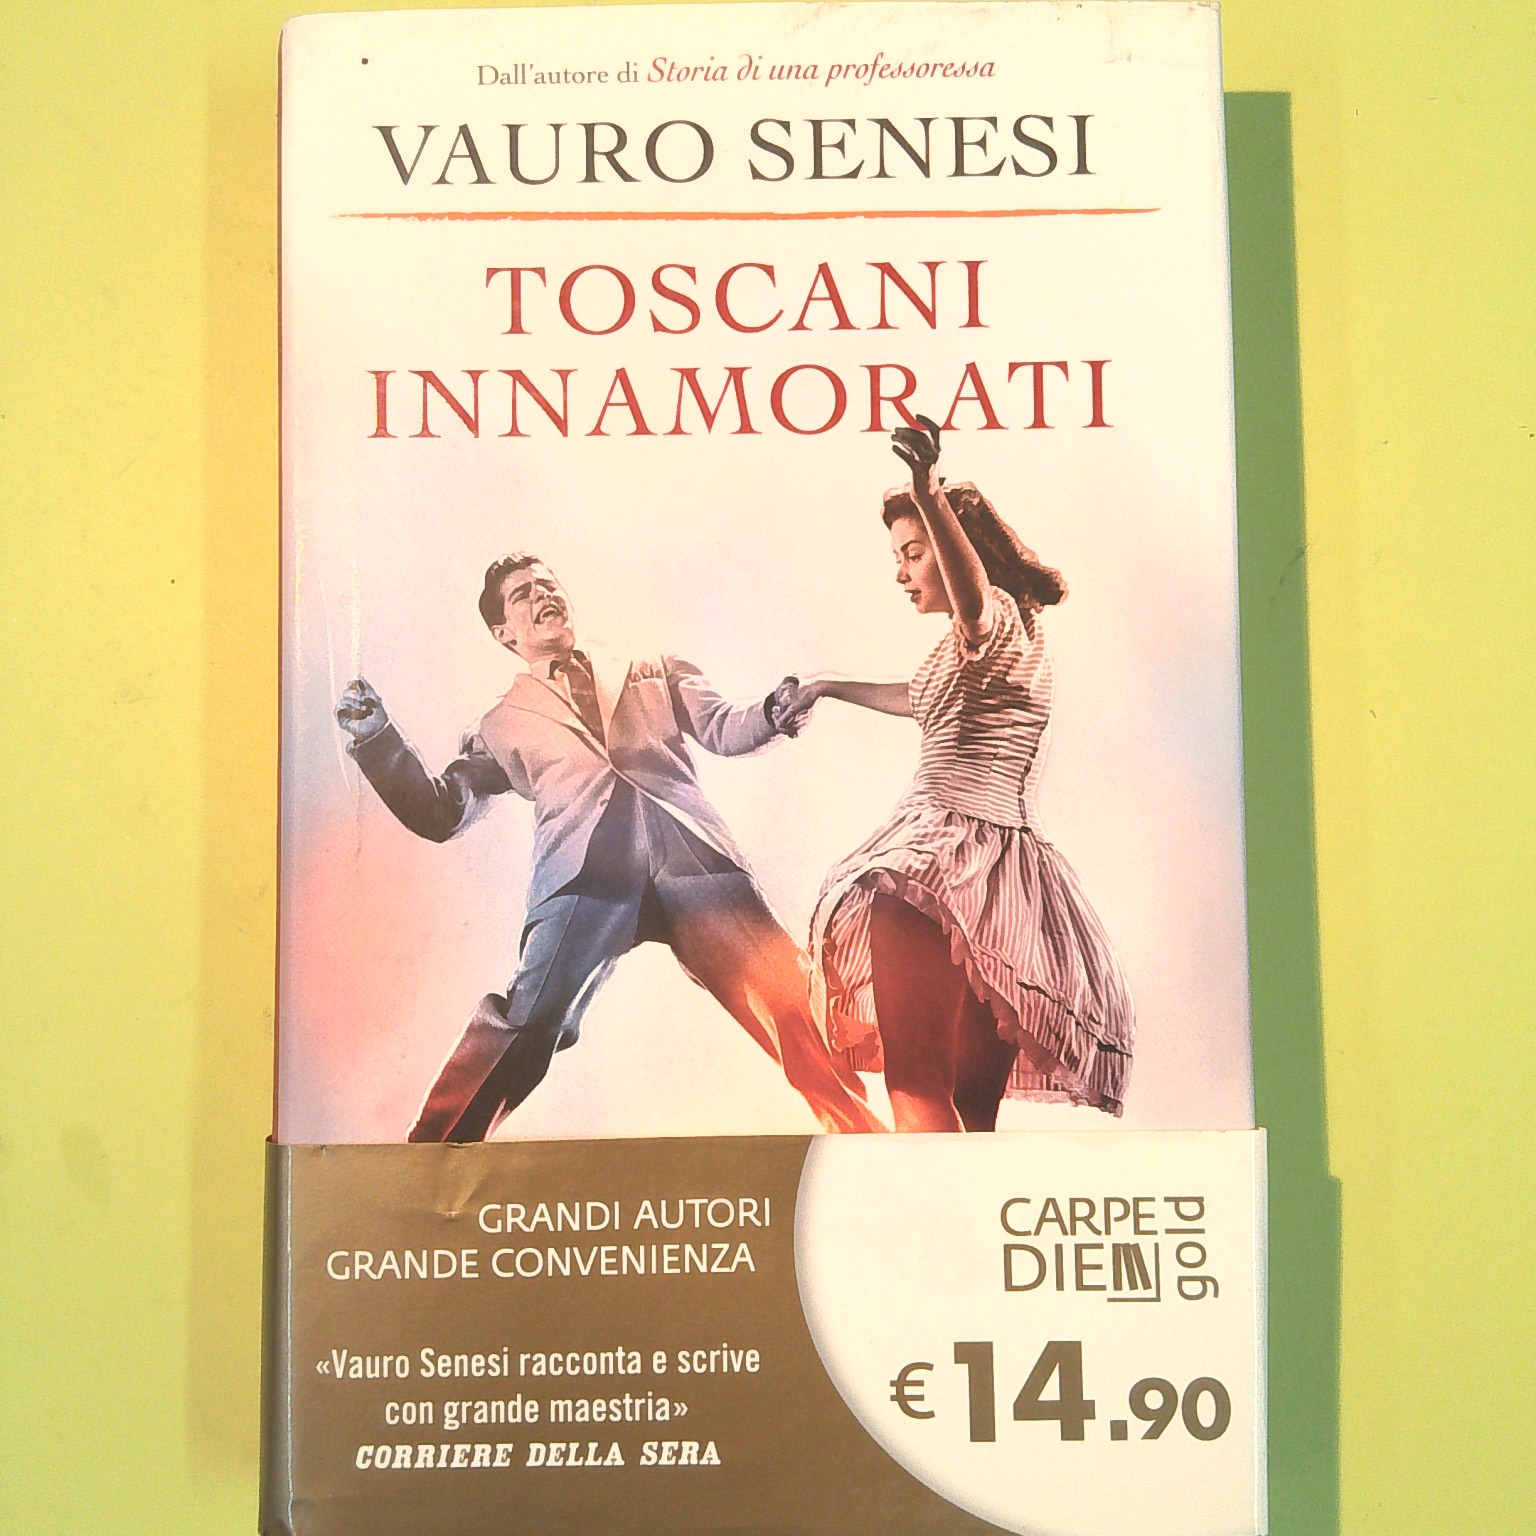 Dall'autore di Storia di una professoressa
VAURO SENESI
TOSCANI
INNAMORATI
GRANDI AUTORI
GRANDE CONVENIENZA
«Vauro Senesi racconta e scrive
con grande maestria»
CORRIERE DELLA SERA
CARPE
DIEM
gold
€ 14.90